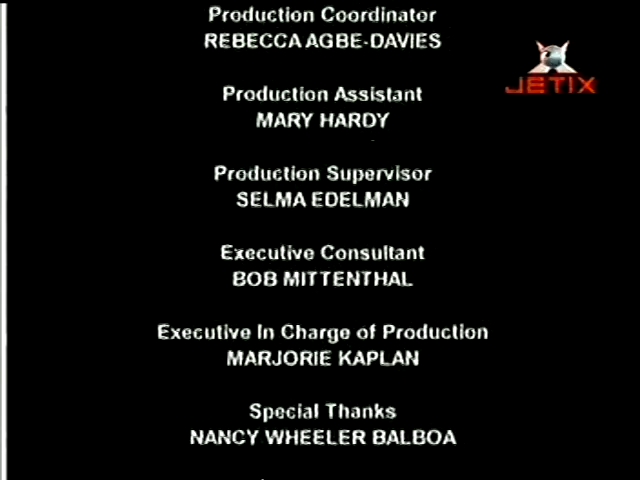 Production Coordinator
REBECCA AGBE-DAVIES
JETIX
Production Assistant
MARY HARDY
Production Supervisor
SELMA EDELMAN
Executive Consultant
BOB MITTENTHAL
Executive In Charge of Production
MARJORIE KAPLAN
Special Thanks
NANCY WHEELER BALBOA